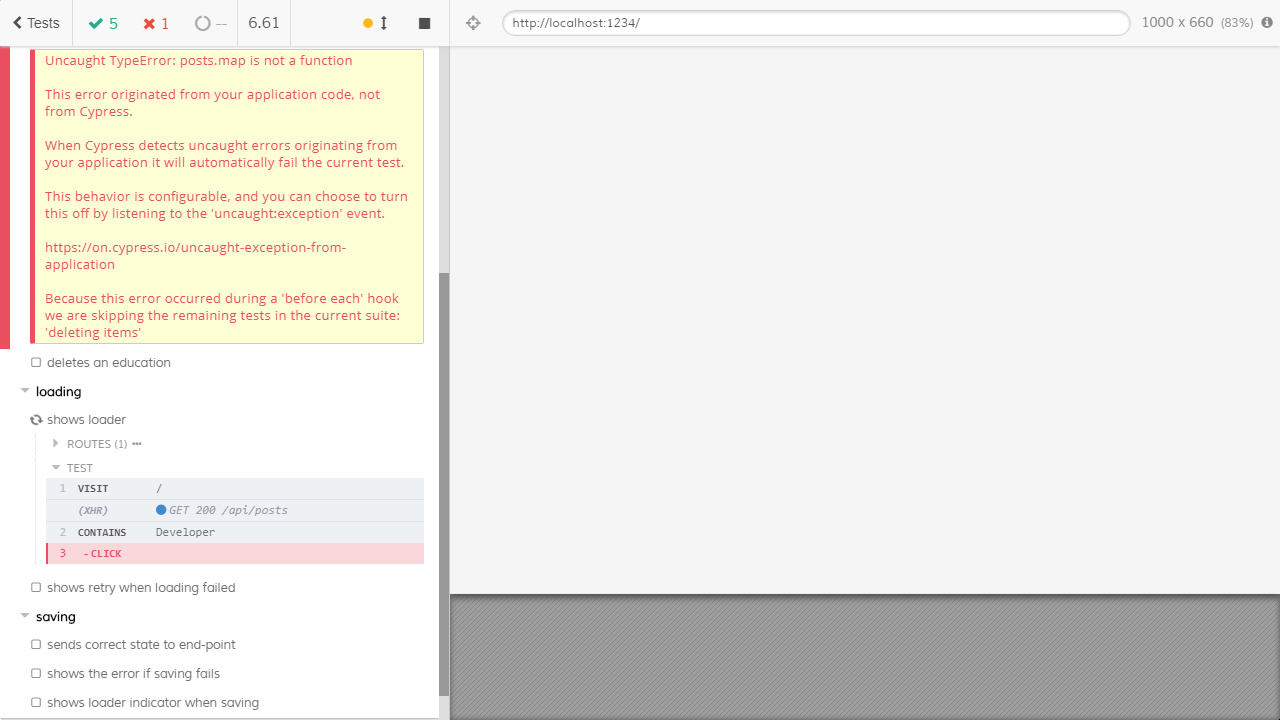 Tests 5 1 -- 6.61 http://localhost:1234/ 1000 x 660 (83%)
Uncaught TypeError: posts.map is not a function
This error originated from your application code, not
from Cypress.
When Cypress detects uncaught errors originating from
your application it will automatically fail the current test.
This behavior is configurable, and you can choose to turn
this off by listening to the 'uncaught:exception' event.
https://on.cypress.io/uncaught-exception-from-
application
Because this error occurred during a 'before each' hook
we are skipping the remaining tests in the current suite:
'deleting items'
deletes an education
loading
shows loader
ROUTES (1)
TEST
1 VISIT /
(XHR) GET 200 /api/posts
2 CONTAINS Developer
3 -CLICK
shows retry when loading failed
saving
sends correct state to end-point
shows the error if saving fails
shows loader indicator when saving